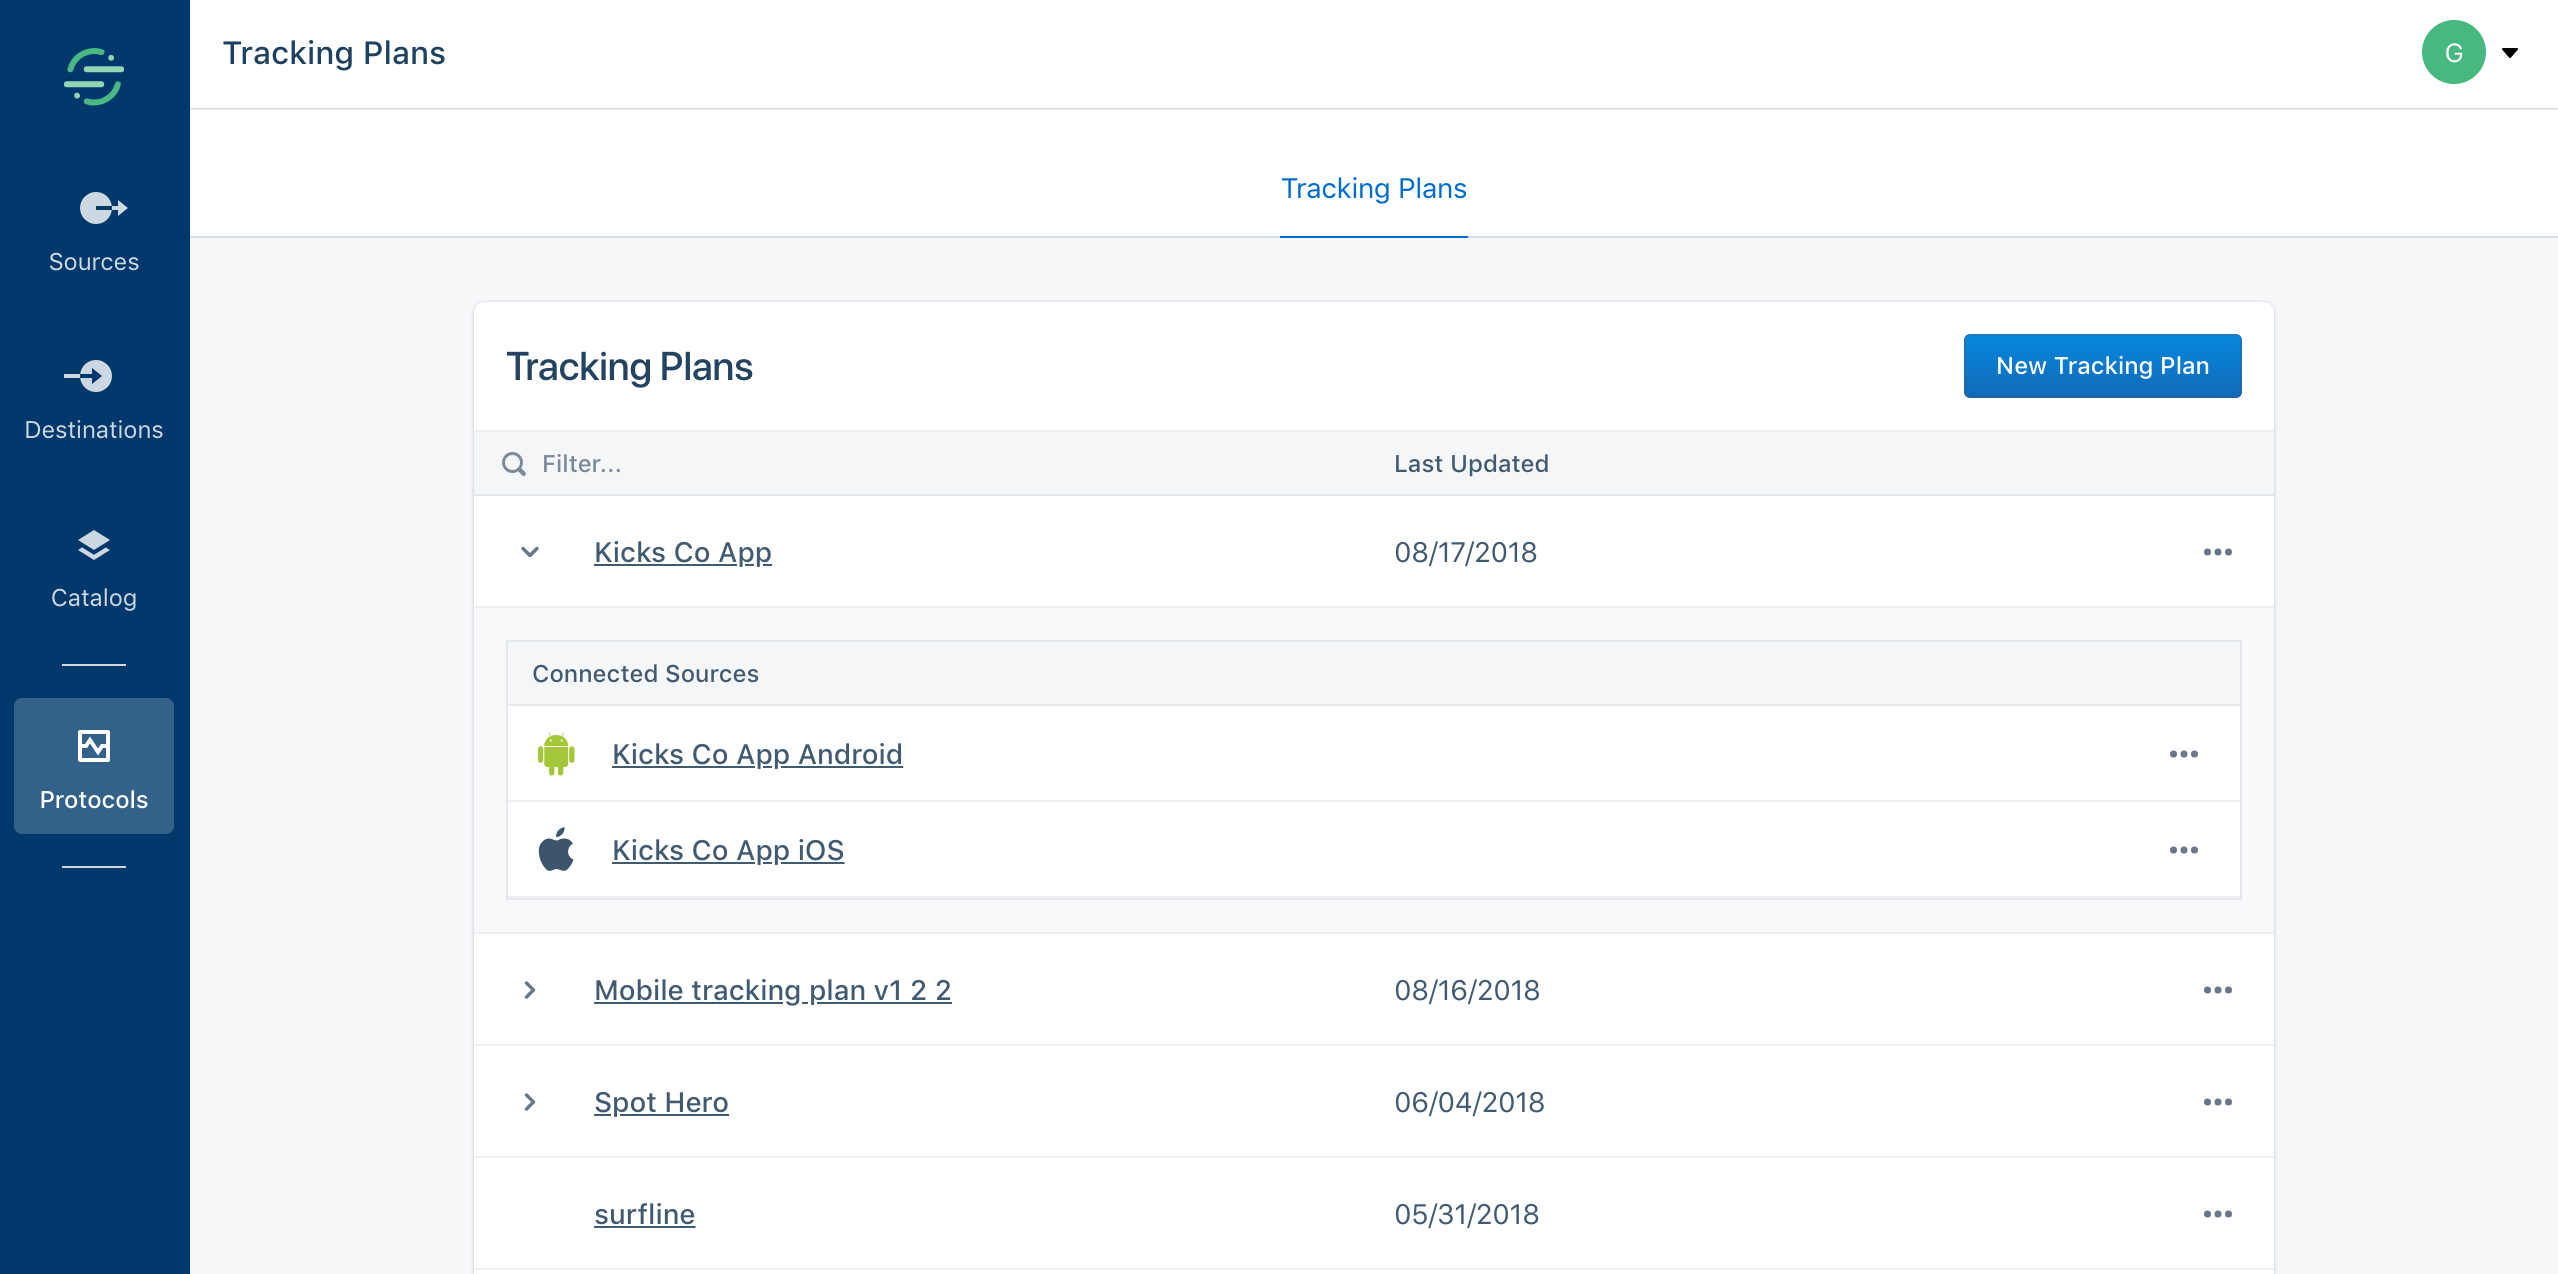 Tracking Plans
G
Sources
Destinations
Catalog
Protocols
Tracking Plans
Tracking Plans
New Tracking Plan
Filter...
Last Updated
Kicks Co App
08/17/2018
Connected Sources
Kicks Co App Android
Kicks Co App iOS
Mobile tracking plan v1 2 2
08/16/2018
Spot Hero
06/04/2018
surfline
05/31/2018